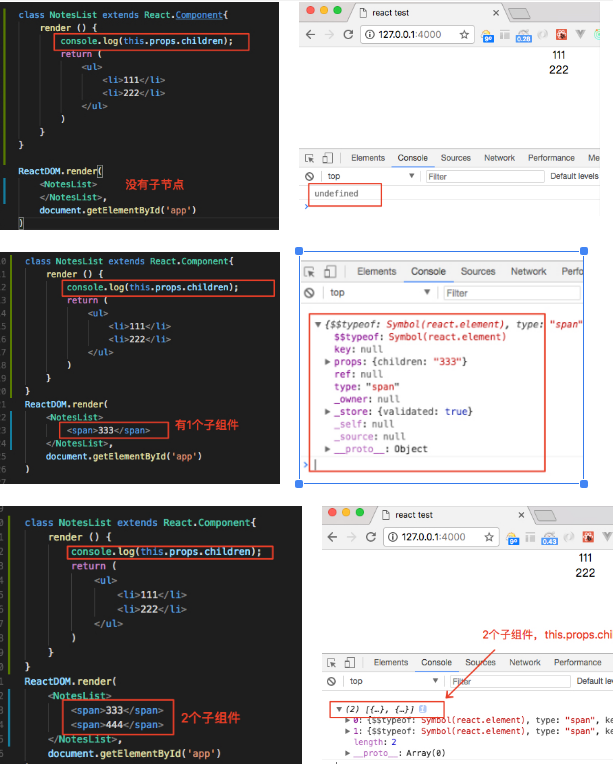 class NotesList extends React.Component{
render () {
console.log(this.props.children);
return (
<ul>
<li>111</li>
<li>222</li>
</ul>
)
}
}
ReactDOM.render(
<NotesList>
没有子节点
</NotesList>,
document.getElementById('app')
)
react test
127.0.0.1:4000
9°
0.28
111
222
Elements Console Sources Network Performance Me
top
Filter
Default levels
undefined
class NotesList extends React.Component{
render () {
console.log(this.props.children);
return (
<ul>
<li>111</li>
<li>222</li>
</ul>
)
}
}
ReactDOM.render(
<NotesList>
<span>333</span>
有1个子组件
</NotesList>,
document.getElementById('app')
)
Elements Console Sources Network Perfo
top
Filter
{$$typeof: Symbol(react.element), type: "span"
$$typeof: Symbol(react.element)
key: null
props: {children: "333"}
ref: null
type: "span"
_owner: null
_store: {validated: true}
_self: null
_source: null
__proto__: Object
class NotesList extends React.Component{
render () {
console.log(this.props.children);
return (
<ul>
<li>111</li>
<li>222</li>
</ul>
)
}
}
ReactDOM.render(
<NotesList>
<span>333</span>
<span>444</span>
2个子组件
</NotesList>,
document.getElementById('app')
react test
127.0.0.1:4000
9°
0.43
111
222
2个子组件，this.props.chi
Elements Console Sources Network Performance
top
Filter
Default lev
(2) [{…}, {…}]
0: {$$typeof: Symbol(react.element), type: "span", ke
1: {$$typeof: Symbol(react.element), type: "span", ke
length: 2
__proto__: Array(0)